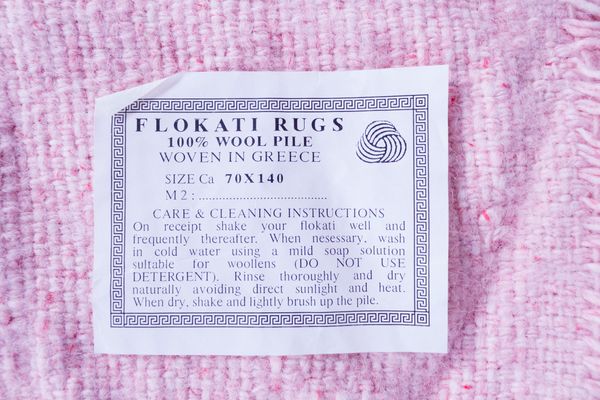 FLOKATI RUGS
100% WOOL PILE
WOVEN IN GREECE
SIZE Ca 70X140
M2: ......................................
CARE & CLEANING INSTRUCTIONS
On receipt shake your flokati well and
frequently thereafter. When nesessary, wash
in cold water using a mild soap solution
sultable for woollens (DO NOT USE
DETERGENT). Rinse thoroughly and dry
naturally avoiding direct sunlight and heat.
When dry, shake and lightly brush up the pile.